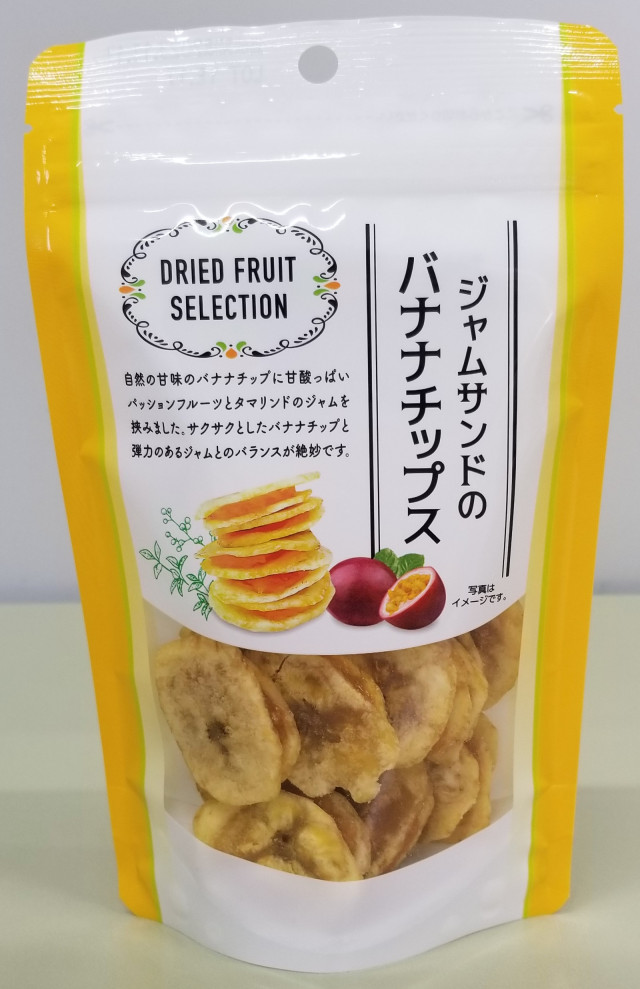 DRIED FRUIT
SELECTION
自然の甘味のバナナチップに甘酸っぱい
パッションフルーツとタマリンドのジャムを
挟みました。サクサクとしたバナナチップと
弾力のあるジャムとのバランスが絶妙です。
ジャムサンドの
バナナチップス
写真は
イメージです。